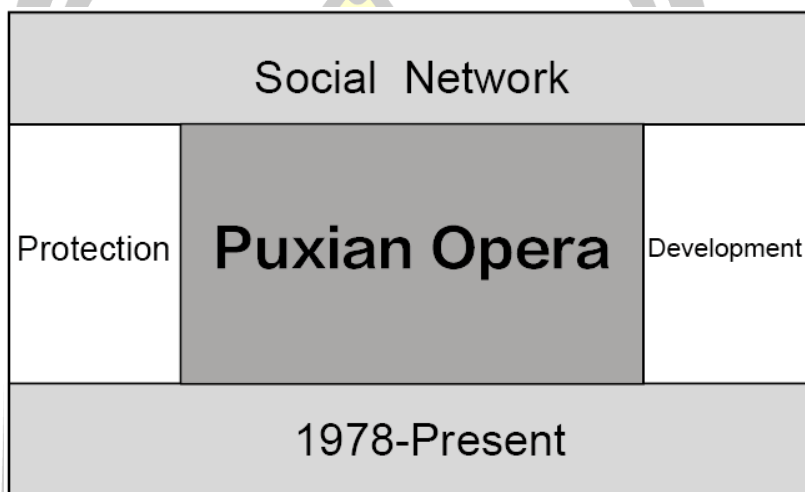 Social Network
Protection
Puxian Opera
Development
1978-Present